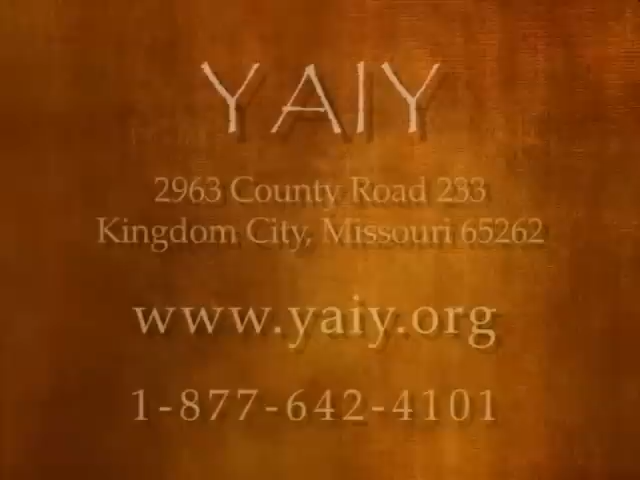 YAIY
2963 County Road 233
Kingdom City, Missouri 65262
www.yaiy.org
1-877-642-4101